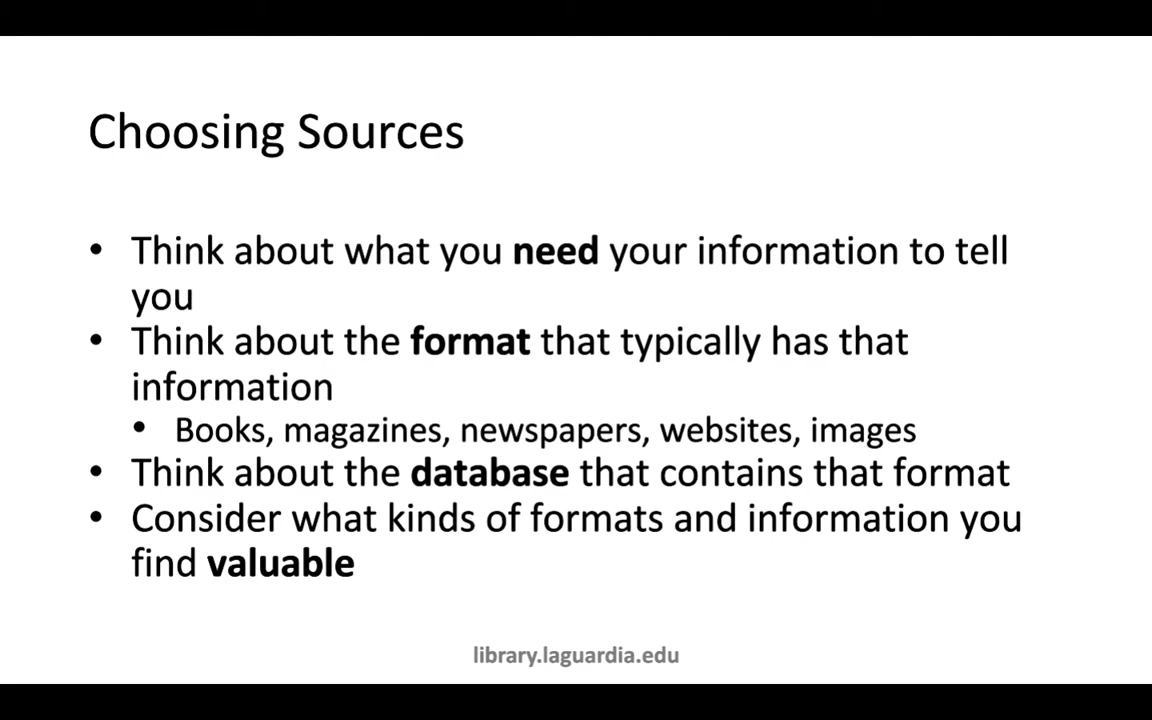 Choosing Sources
• Think about what you need your information to tell
you
• Think about the format that typically has that
information
• Books, magazines, newspapers, websites, images
• Think about the database that contains that format
• Consider what kinds of formats and information you
find valuable
library.laguardia.edu